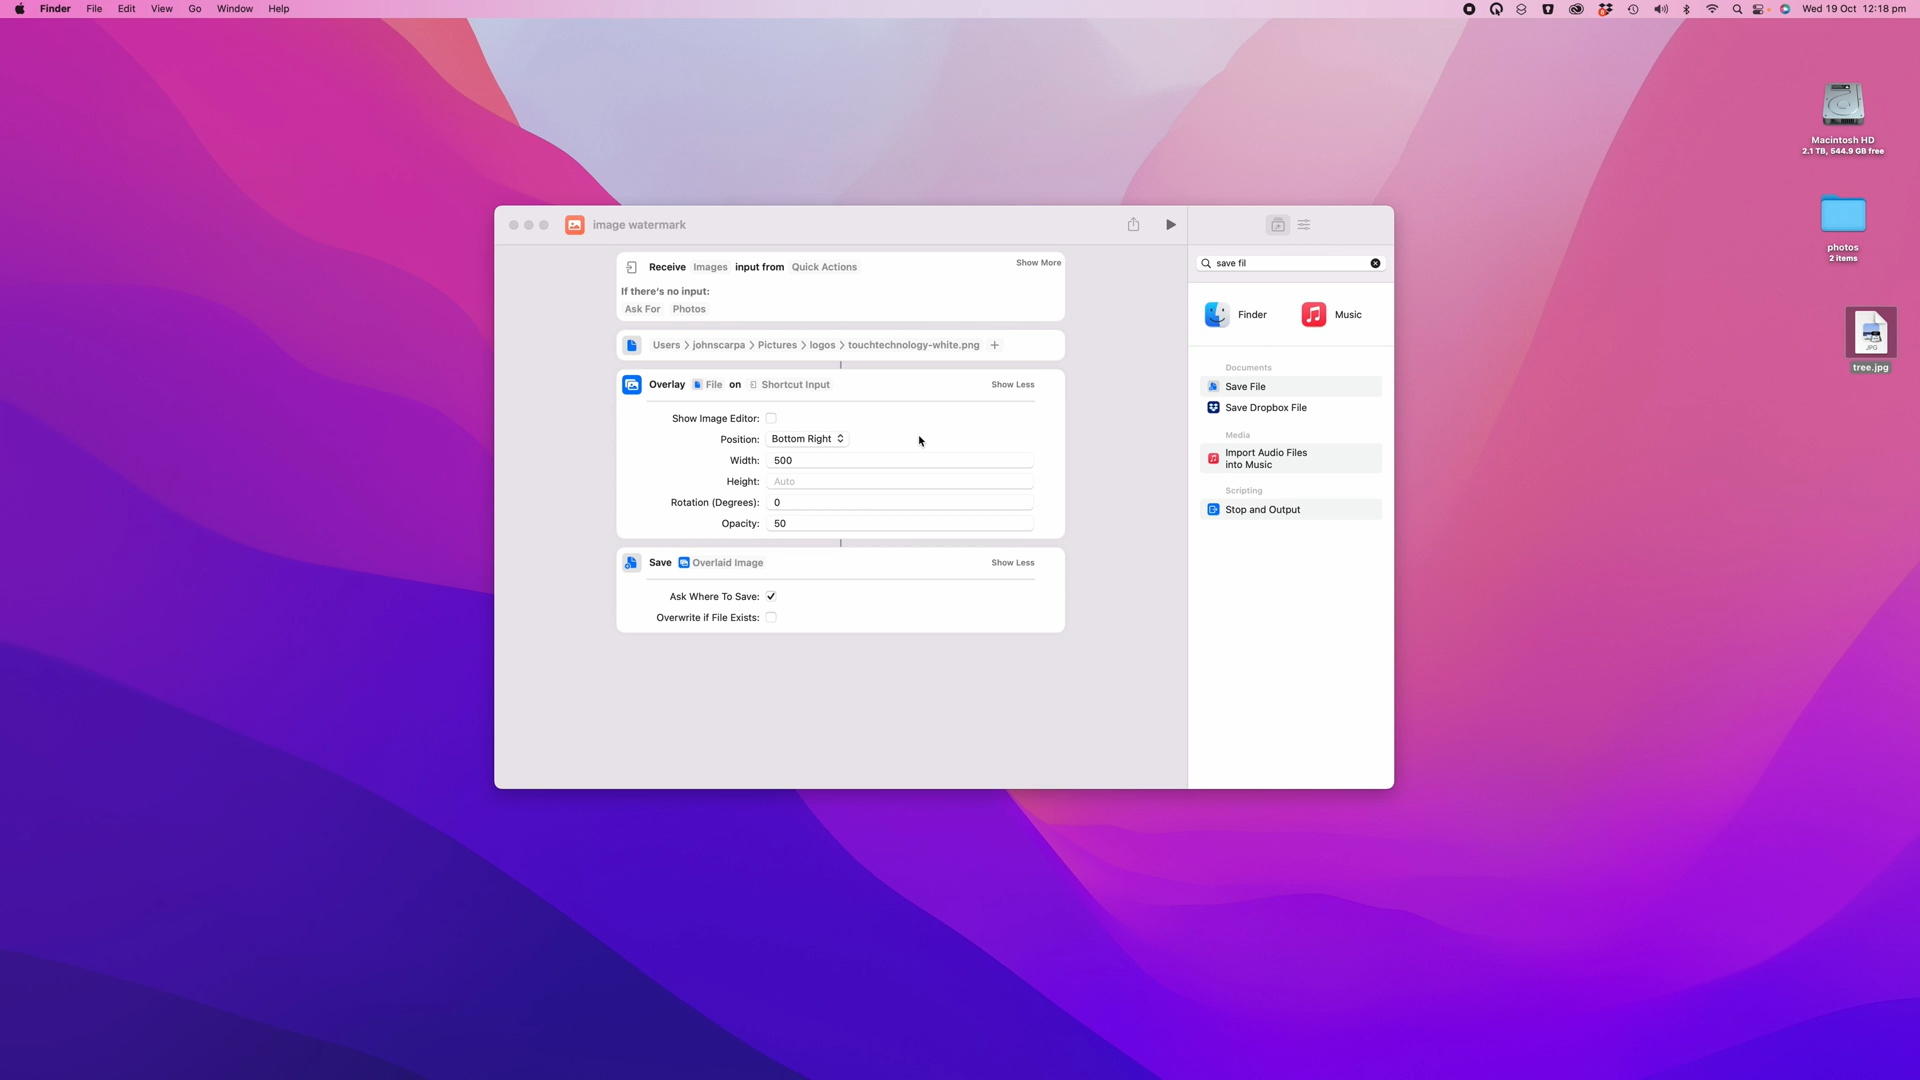 Finder File Edit View Go Window Help
Wed 19 Oct 12:18 pm
Macintosh HD
2.1 TB, 544.9 GB free
photos
2 items
JPG
tree.jpg
image watermark
Receive Images input from Quick Actions
Show More
If there's no input:
Ask For Photos
Users > johnscarpa > Pictures > logos > touchtechnology-white.png +
Overlay File on Shortcut Input
Show Less
Show Image Editor:
Position: Bottom Right
Width: 500
Height: Auto
Rotation (Degrees): 0
Opacity: 50
Save Overlaid Image
Show Less
Ask Where To Save:
Overwrite if File Exists:
save fil
Finder
Music
Documents
Save File
Save Dropbox File
Media
Import Audio Files
into Music
Scripting
Stop and Output